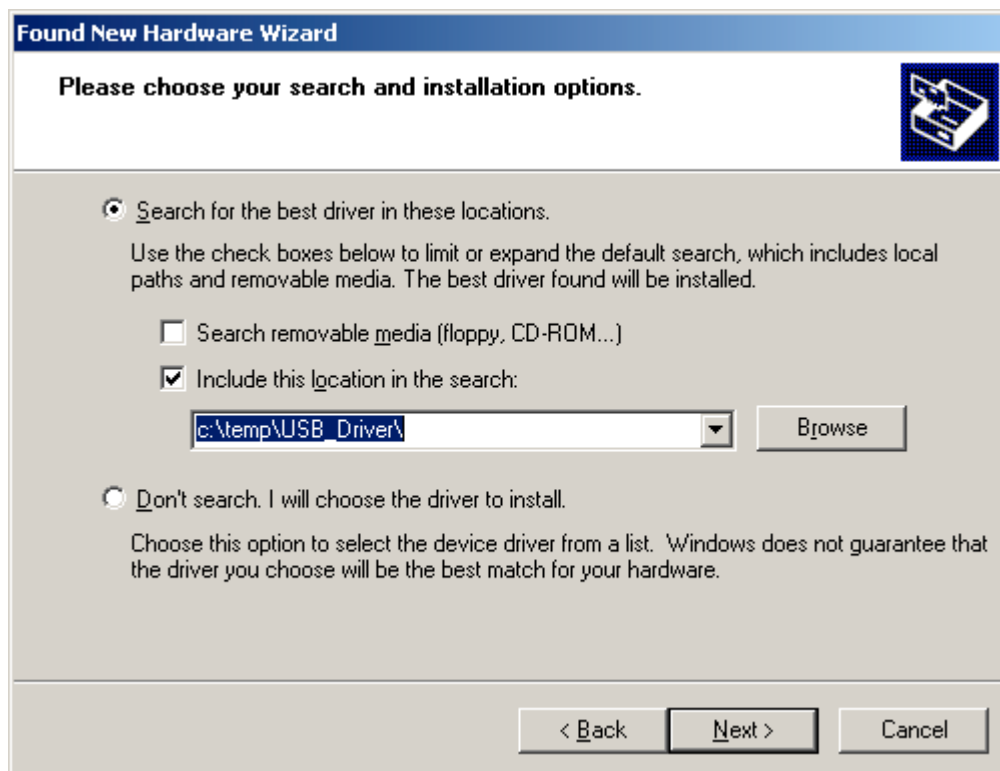 Found New Hardware Wizard
Please choose your search and installation options.
Search for the best driver in these locations.
Use the check boxes below to limit or expand the default search, which includes local
paths and removable media. The best driver found will be installed.
Search removable media (floppy, CD-ROM...)
Include this location in the search:
c:\temp\USB_Driver\
Browse
Don't search. I will choose the driver to install.
Choose this option to select the device driver from a list.  Windows does not guarantee that
the driver you choose will be the best match for your hardware.
< Back
Next >
Cancel